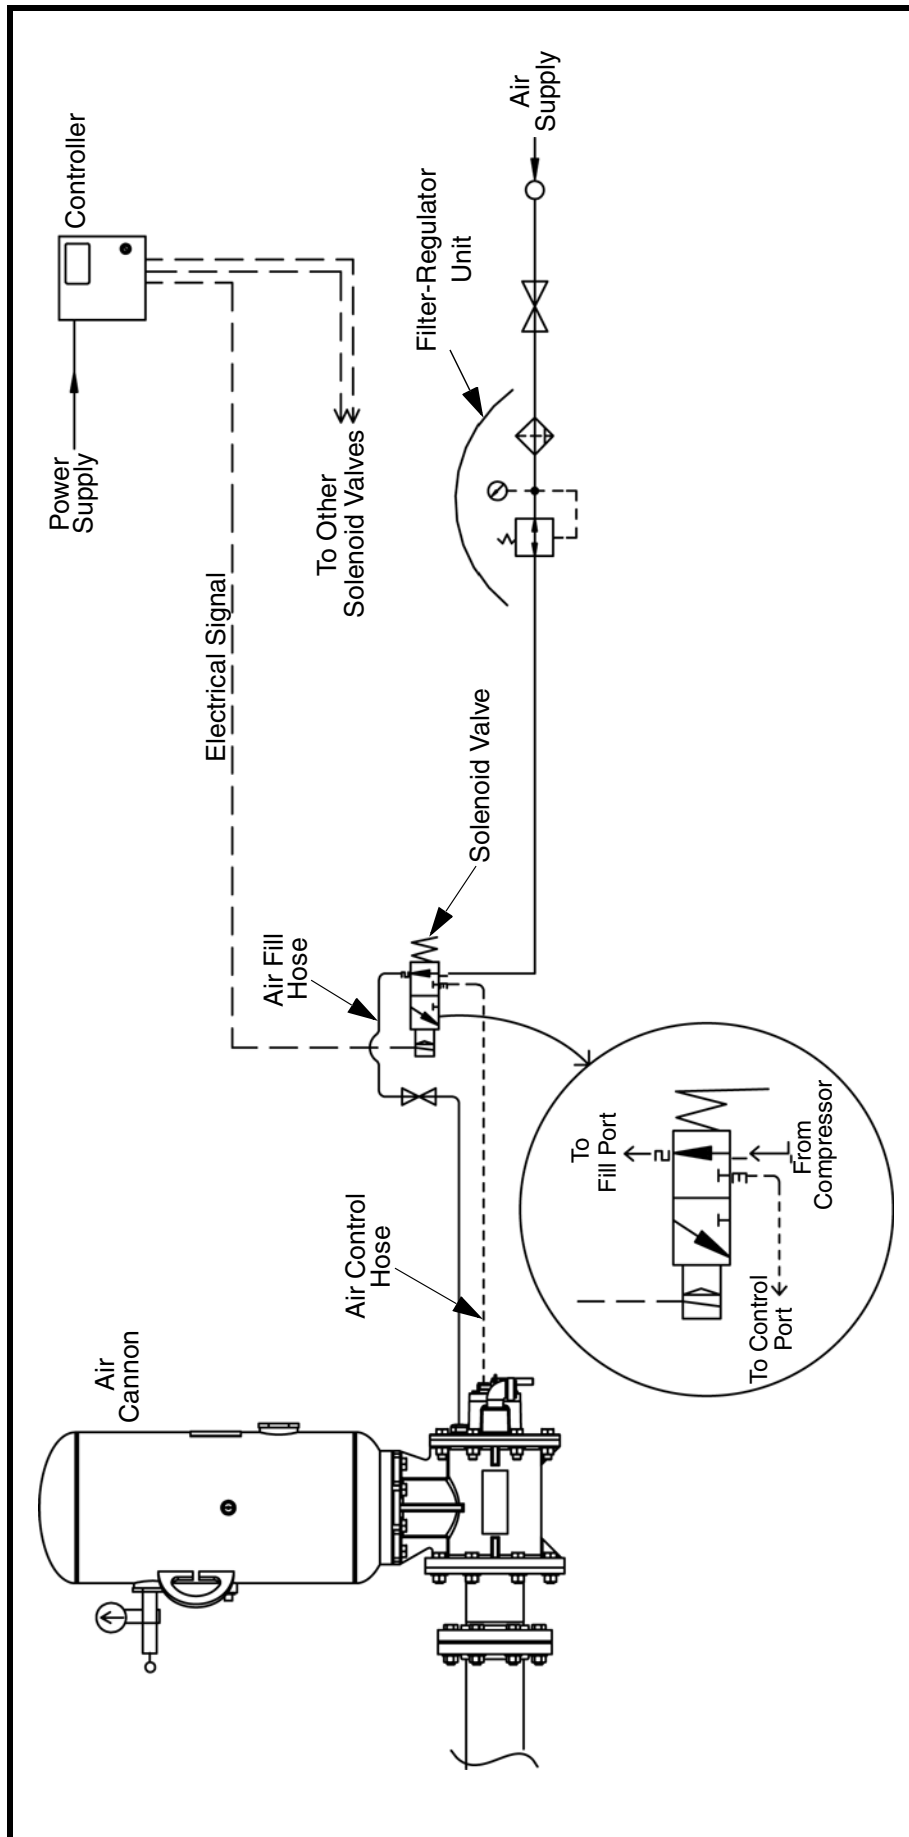 Air
Supply
Controller
Filter-Regulator
Unit
Power
Supply
To Other
Solenoid Valves
Electrical Signal
Solenoid Valve
Air Fill
Hose
To
Fill Port
From
Compressor
Air Control
Hose
To Control
Port
Air
Cannon